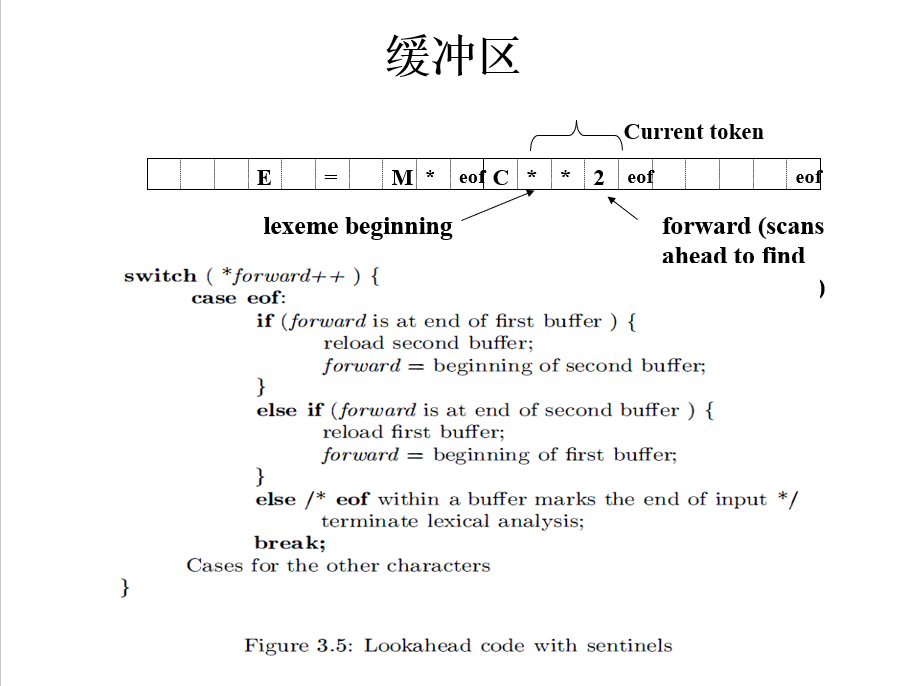 缓冲区
Current token
E = M * eof C * * 2 eof eof
lexeme beginning
forward (scans
ahead to find
)
switch ( *forward++ ) {
case eof:
if (forward is at end of first buffer ) {
reload second buffer;
forward = beginning of second buffer;
}
else if (forward is at end of second buffer ) {
reload first buffer;
forward = beginning of first buffer;
}
else /* eof within a buffer marks the end of input */
terminate lexical analysis;
break;
Cases for the other characters
}
Figure 3.5: Lookahead code with sentinels